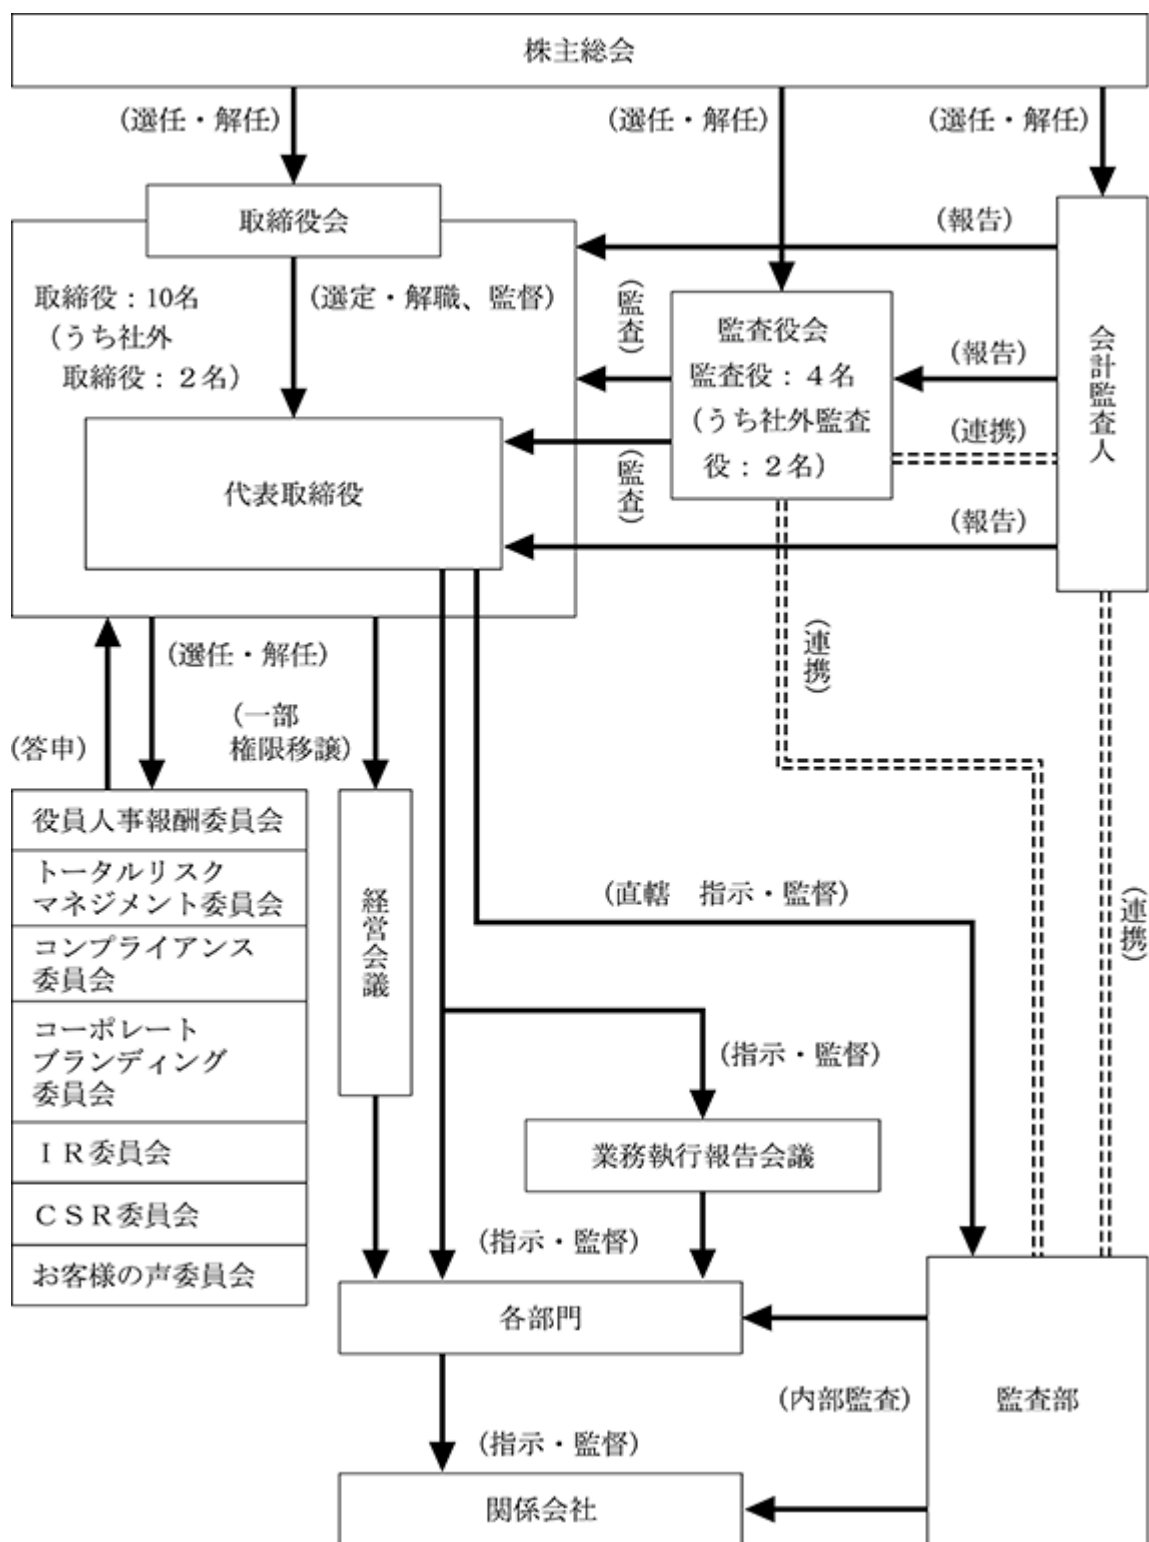 株主総会
(選任・解任)
(選任・解任)
(選任・解任)
取締役会
取締役：10名
(うち社外
取締役：２名)
(選定・解職、監督)
代表取締役
(監査)
(監査)
監査役会
監査役：４名
(うち社外監査
役：２名)
(報告)
(報告)
(連携)
(報告)
会計監査人
(選任・解任)
(答申)
(一部
権限移譲)
(連携)
(連携)
役員人事報酬委員会
トータルリスク
マネジメント委員会
コンプライアンス
委員会
コーポレート
ブランディング
委員会
ＩＲ委員会
ＣＳＲ委員会
お客様の声委員会
経営会議
(直轄　指示・監督)
(指示・監督)
業務執行報告会議
(指示・監督)
各部門
(内部監査)
監査部
(指示・監督)
関係会社